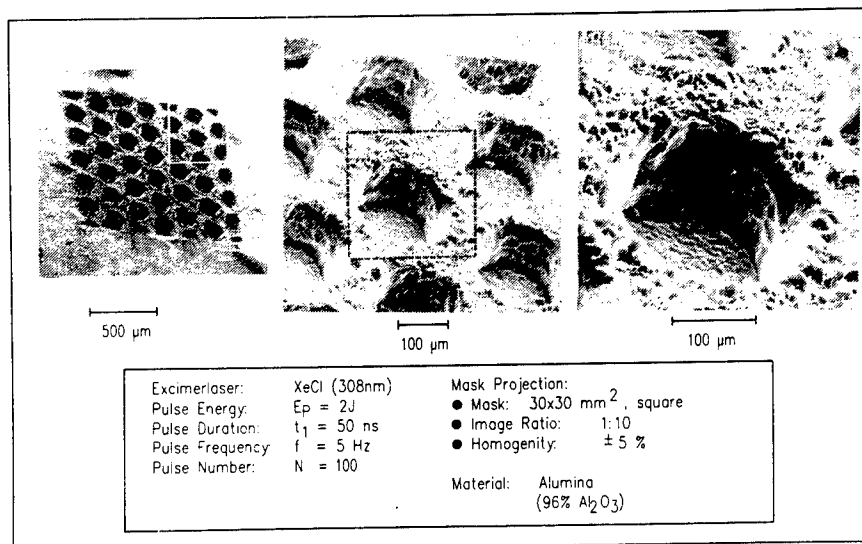 500 µm
100 µm
100 µm
Excimerlaser: XeCl (308nm)
Pulse Energy: Ep = 2J
Pulse Duration: t₁ = 50 ns
Pulse Frequency: f = 5 Hz
Pulse Number: N = 100
Mask Projection:
● Mask: 30x30 mm², square
● Image Ratio: 1:10
● Homogenity: ± 5 %
Material: Alumina
(96% Al₂O₃)